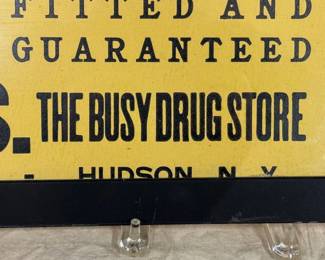 FITTED AND
GUARANTEED
S. THE BUSY DRUG STORE
- HUDSON, N. Y.